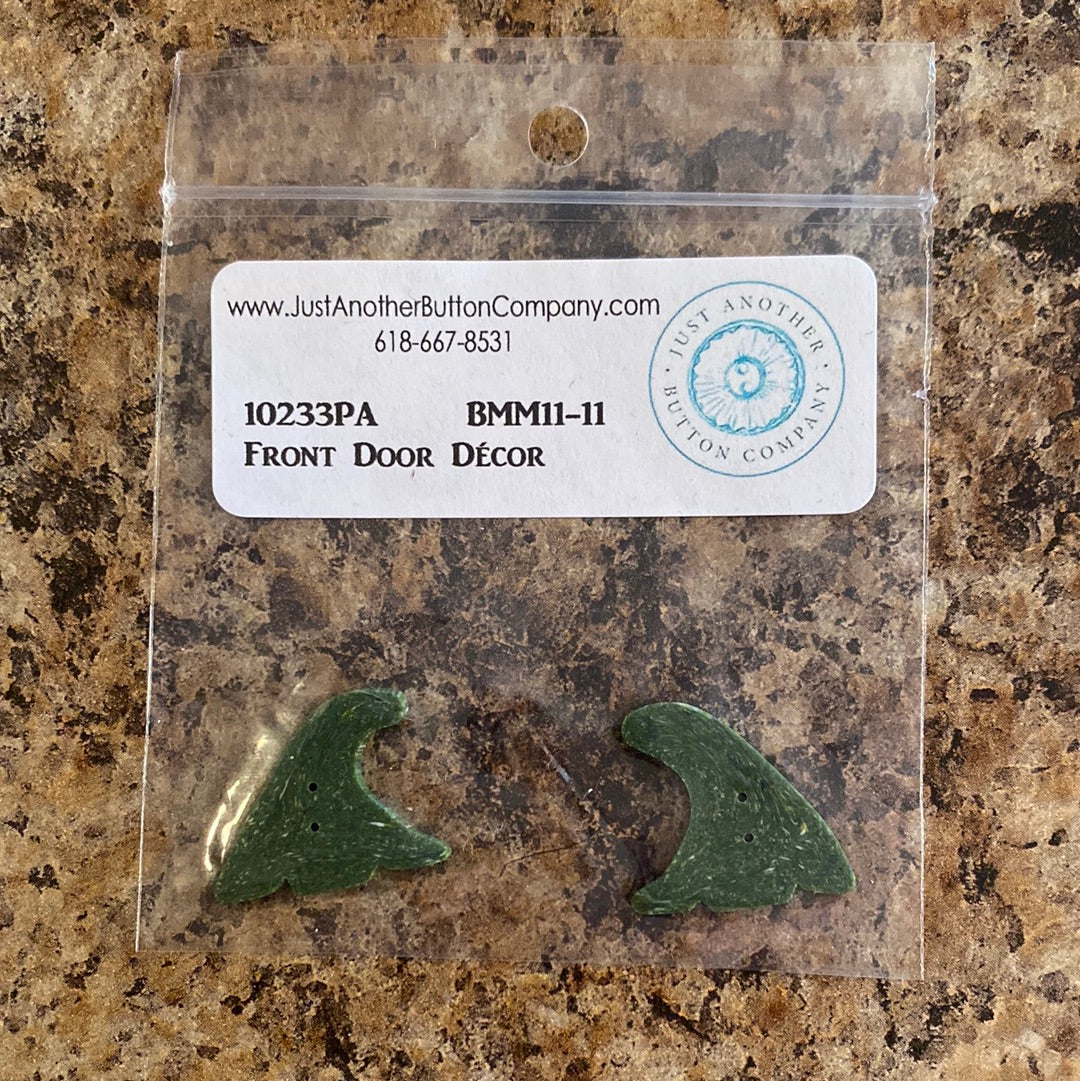 www.JustAnotherButtonCompany.com
618-667-8531
10233PA BMM11-11
Front Door Décor
JUST ANOTHER
BUTTON COMPANY